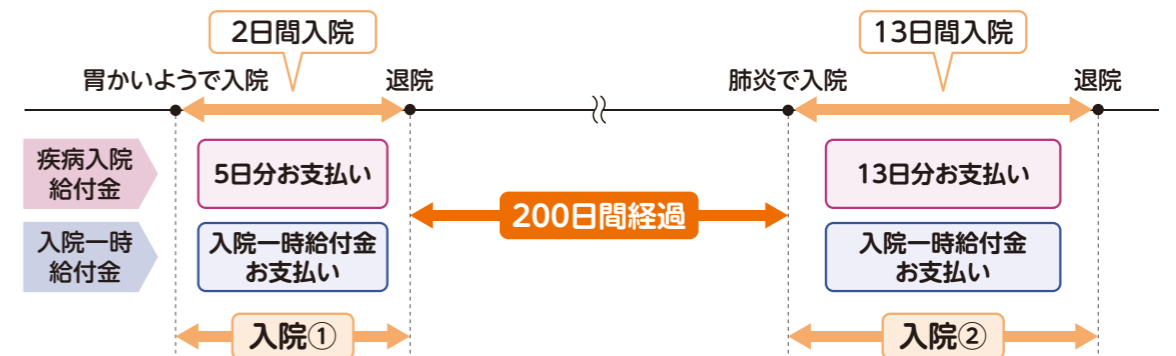 2日間入院
13日間入院
胃かいようで入院
退院
肺炎で入院
退院
疾病入院
給付金
5日分お支払い
13日分お支払い
200日間経過
入院一時
給付金
入院一時給付金
お支払い
入院一時給付金
お支払い
入院①
入院②